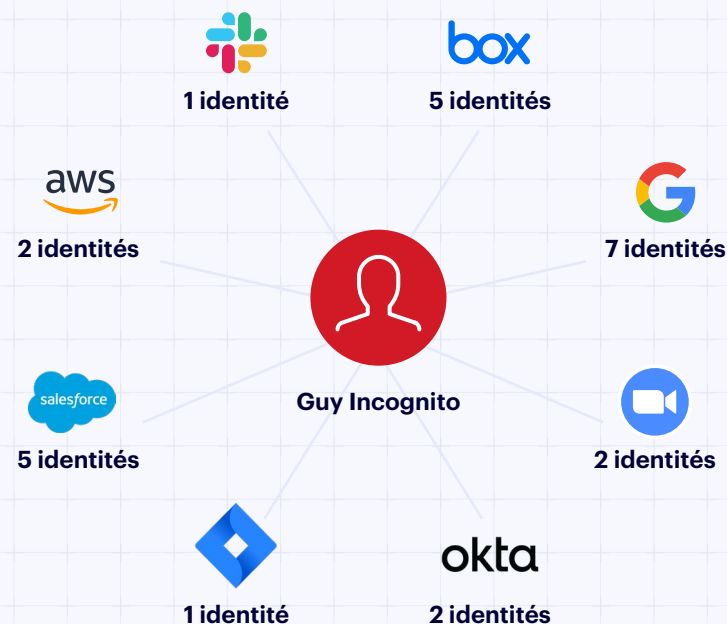 box
1 identité
5 identités
aws
2 identités
7 identités
salesforce
Guy Incognito
5 identités
2 identités
okta
1 identité
2 identités